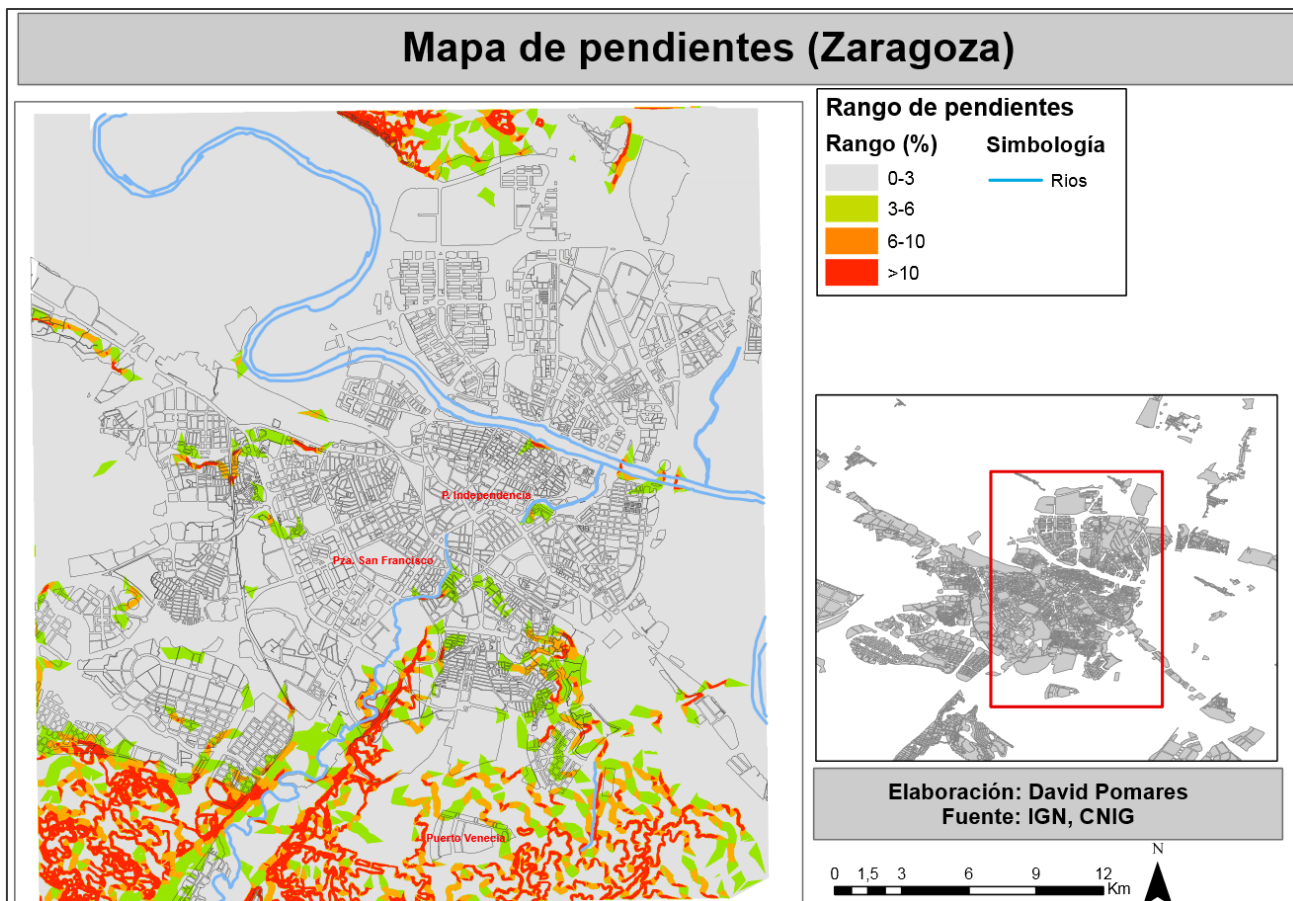 Mapa de pendientes (Zaragoza)
Rango de pendientes
Rango (%)
Simbología
0-3
Rios
3-6
6-10
>10
P. Independencia
Pza. San Francisco
Puerto Venecia
Elaboración: David Pomares
Fuente: IGN, CNIG
N
0 1,5 3 6 9 12
Km